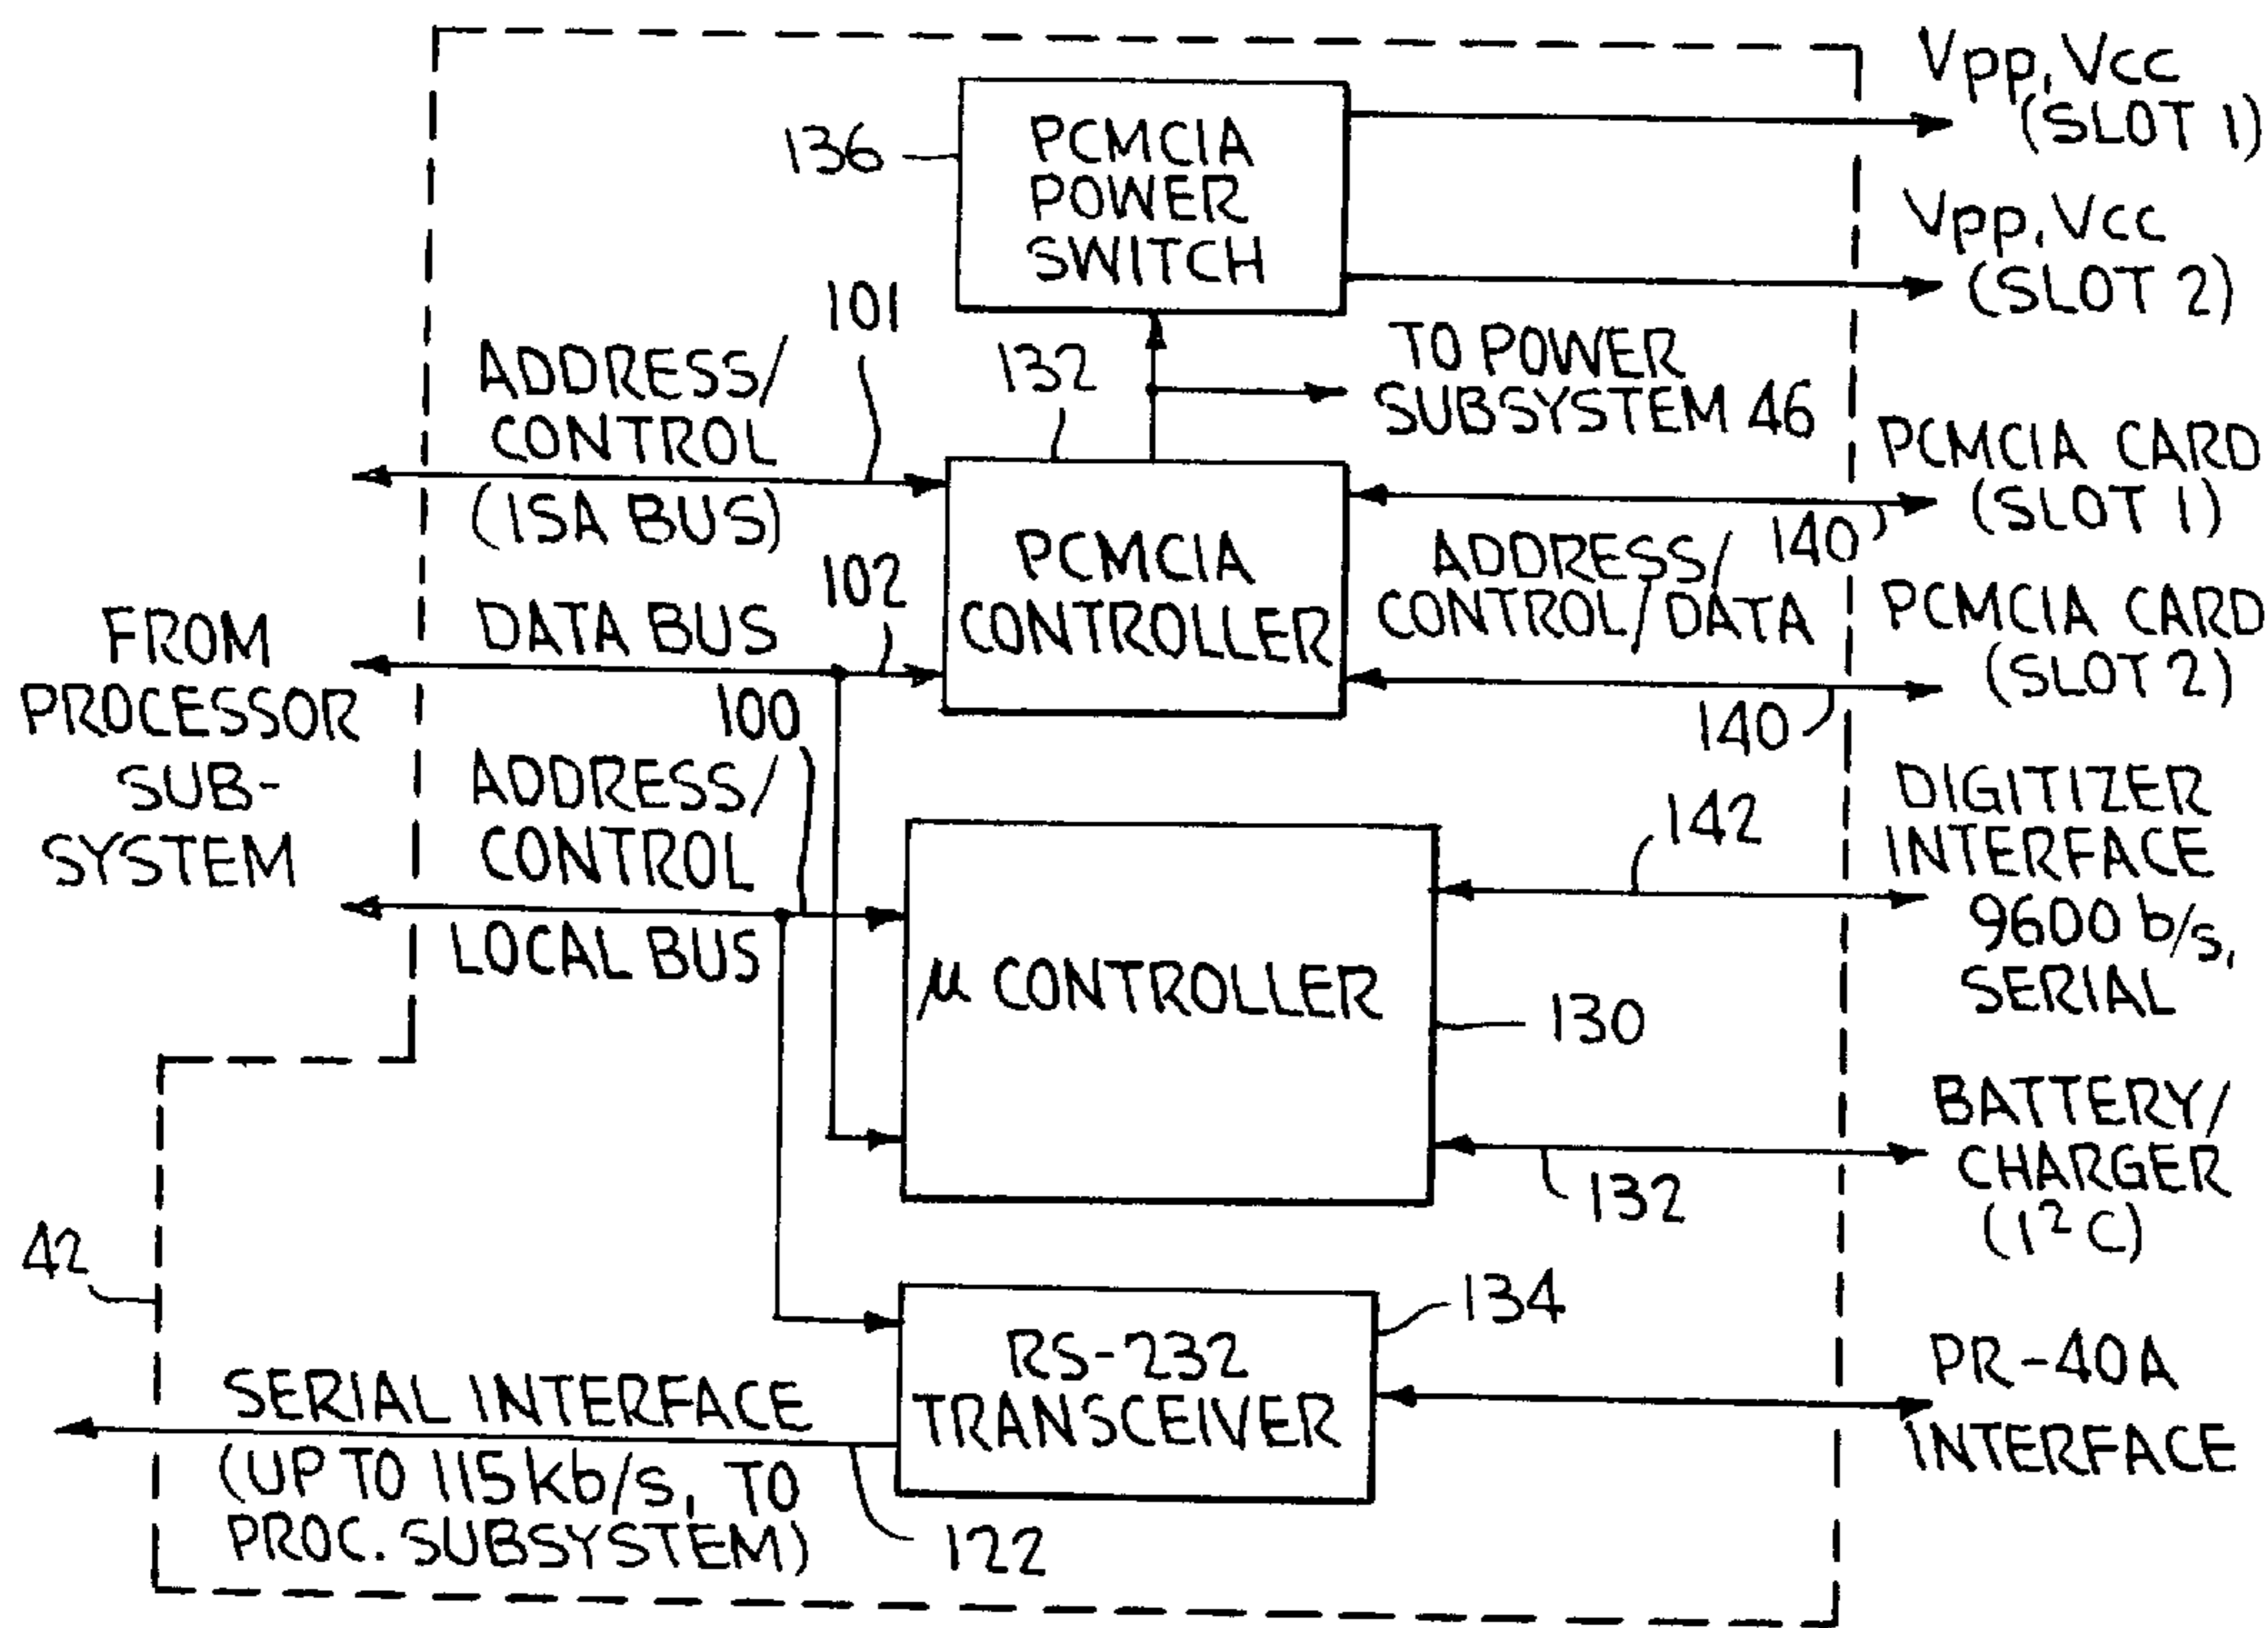 Vpp, Vcc
(SLOT 1)
136
PCMCIA
POWER
SWITCH
Vpp, Vcc
(SLOT 2)
101
ADDRESS/
CONTROL
(ISA BUS)
132
TO POWER
SUBSYSTEM 46
PCMCIA CARD
(SLOT 1)
140
102
DATA BUS
PCMCIA
CONTROLLER
ADDRESS/
CONTROL/DATA
PCMCIA CARD
(SLOT 2)
140
FROM
PROCESSOR
SUB-
SYSTEM
100
ADDRESS/
CONTROL
LOCAL BUS
142
DIGITIZER
INTERFACE
9600 b/s,
SERIAL
μ CONTROLLER
130
BATTERY/
CHARGER
(I²C)
132
42
134
RS-232
TRANSCEIVER
PR-40A
INTERFACE
SERIAL INTERFACE
(UP TO 115kb/s, TO
PROC. SUBSYSTEM)
122